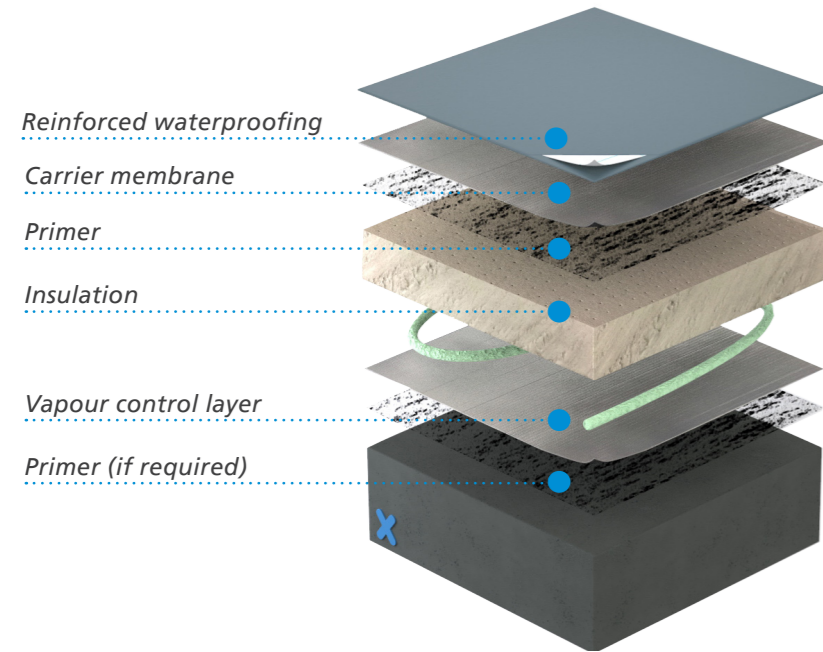 Reinforced waterproofing
Carrier membrane
Primer
Insulation
Vapour control layer
Primer (if required)
X